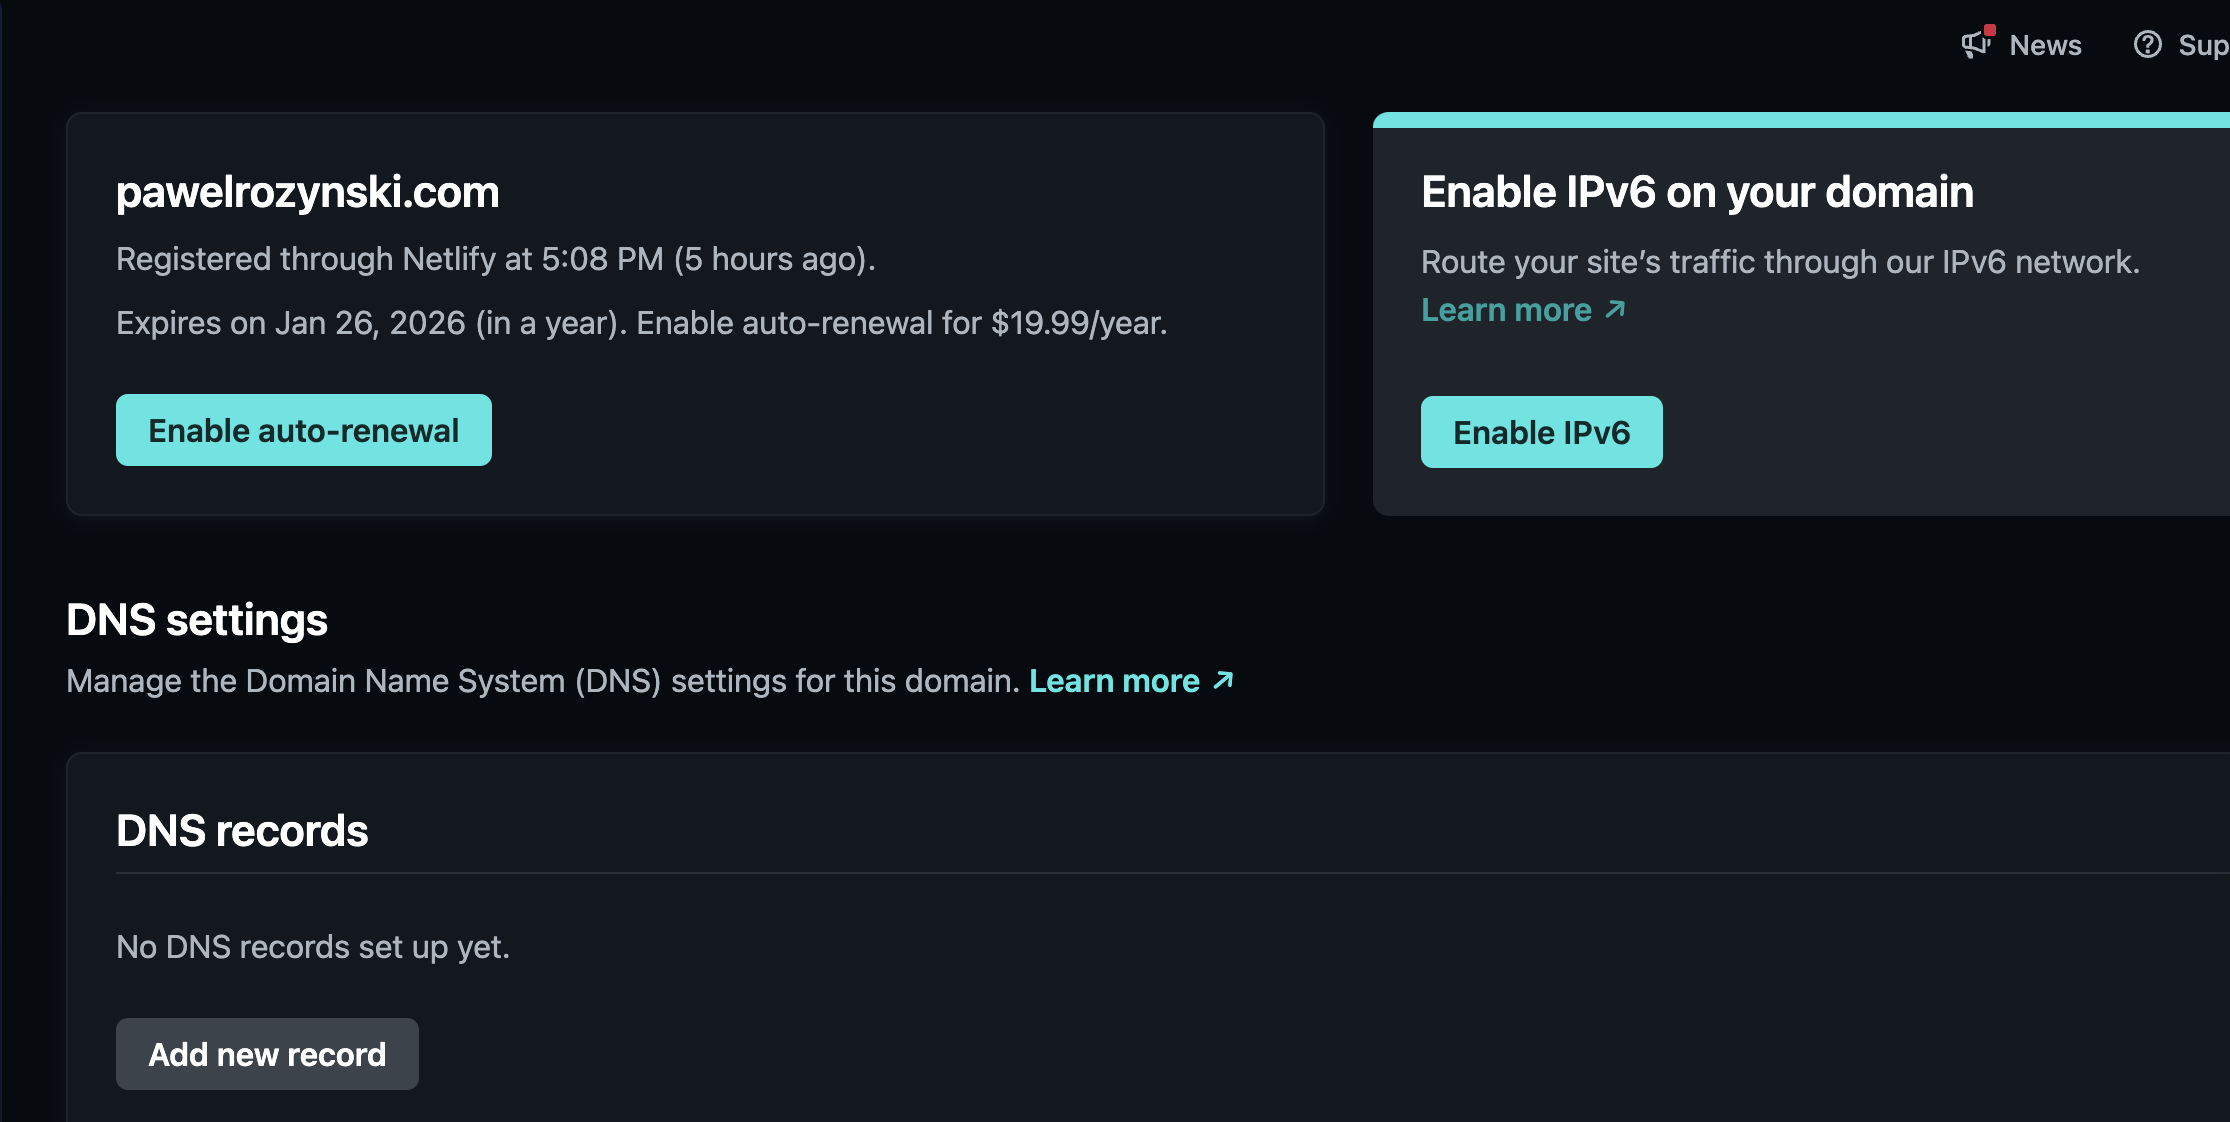 News
Sup
pawelrozynski.com
Registered through Netlify at 5:08 PM (5 hours ago).
Expires on Jan 26, 2026 (in a year). Enable auto-renewal for $19.99/year.
Enable auto-renewal
Enable IPv6 on your domain
Route your site’s traffic through our IPv6 network.
Learn more ↗
Enable IPv6
DNS settings
Manage the Domain Name System (DNS) settings for this domain. Learn more ↗
DNS records
No DNS records set up yet.
Add new record